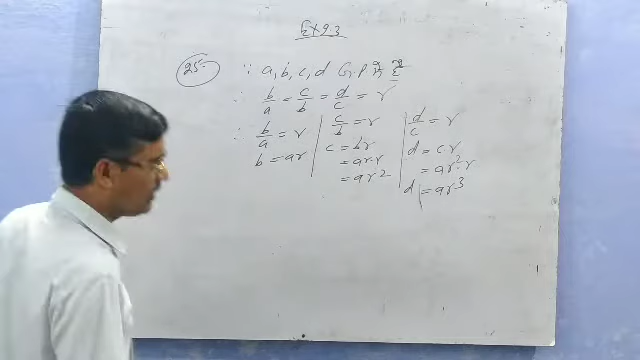 Ex 9.3
25- ∵ a, b, c, d G.P. में हैं
∴ b/a = c/b = d/c = r
∴ b/a = r
b = ar
c/b = r
c = br
= ar·r
= ar²
d/c = r
d = cr
= ar²·r
d = ar³